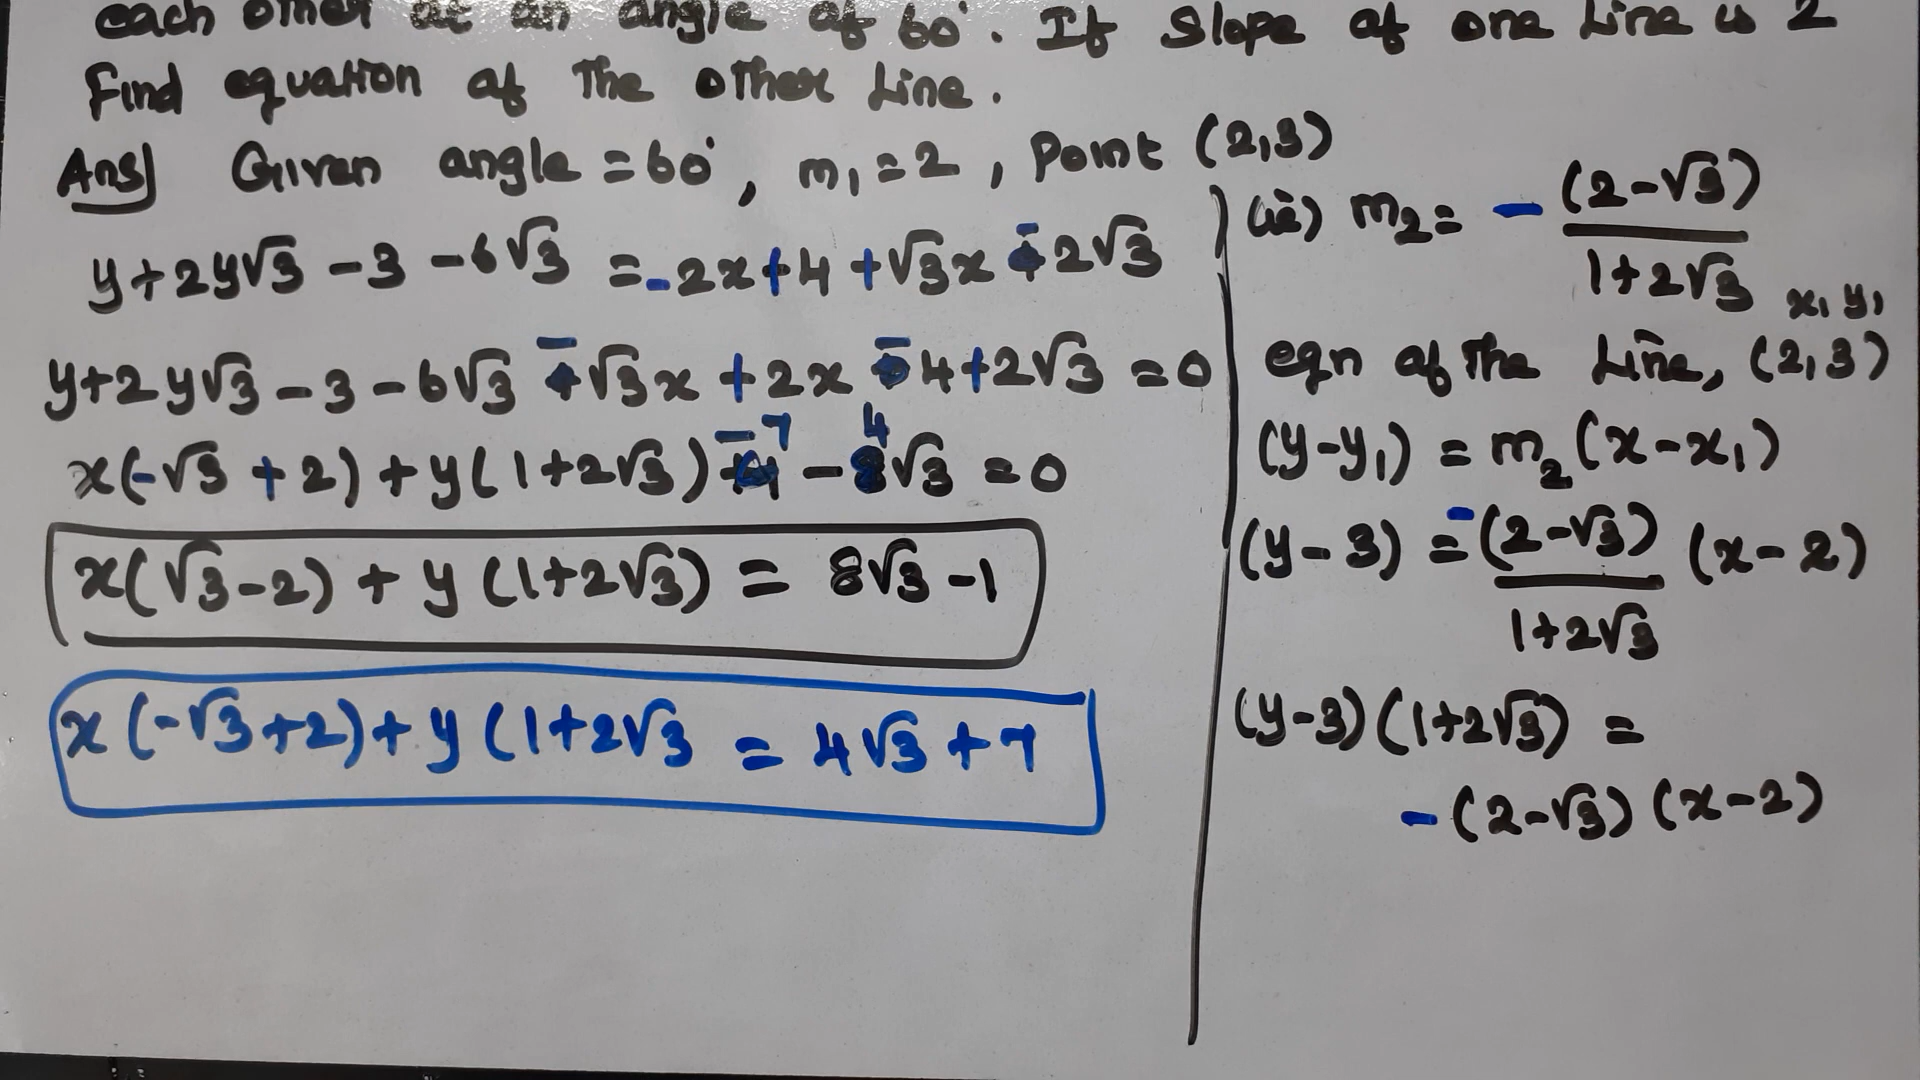 each other at an angle of 60°. If slope of one line is 2
Find equation of the other line.
Ans) Given angle = 60°, m₁ = 2, Point (2,3)
y+2y√3 -3 -6√3 = -2x+4+√3x -2√3
y+2y√3 -3 -6√3 -√3x +2x -4+2√3 =0
x(-√3 +2) + y(1+2√3) -7 -4√3 =0
x(√3-2) + y(1+2√3) = 8√3 -1
x(-√3+2)+y(1+2√3 = 4√3+7
(ii) m₂ = - (2-√3)
1+2√3
x₁ y₁
eqn of the Line, (2,3)
(y-y₁) = m₂(x-x₁)
(y-3) = -(2-√3) (x-2)
1+2√3
(y-3)(1+2√3) =
-(2-√3)(x-2)